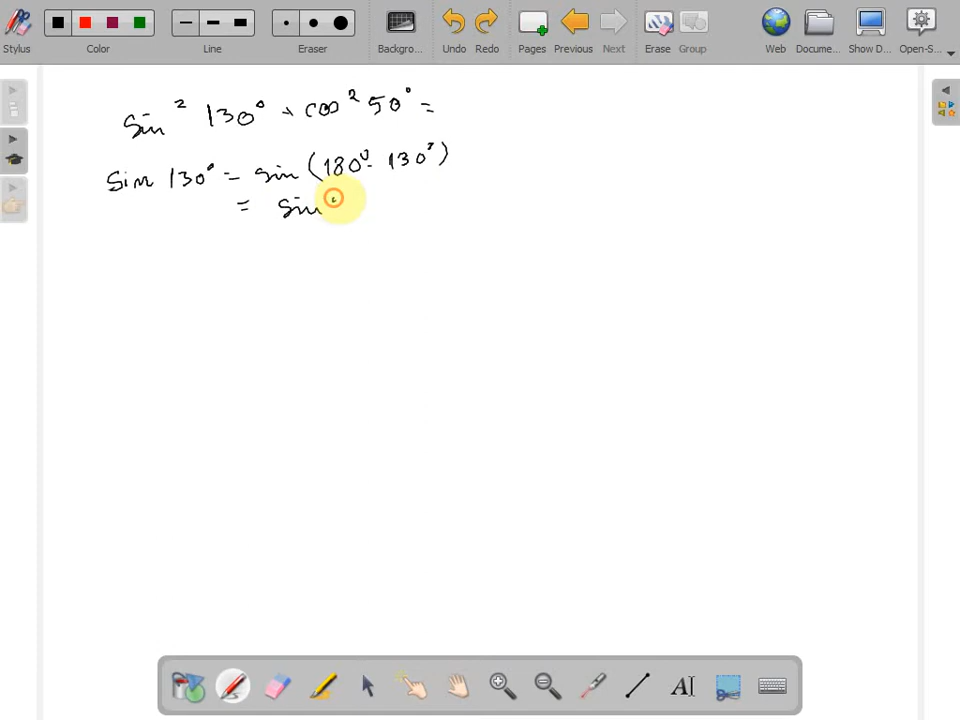 Stylus
Color
Line
Eraser
Backgro...
Undo
Redo
Pages
Previous
Next
Erase
Group
Web
Docume...
Show D...
Open-S...
sin² 130° + cos² 50° =
sin 130° = sin (180° - 130°)
= sin
AI